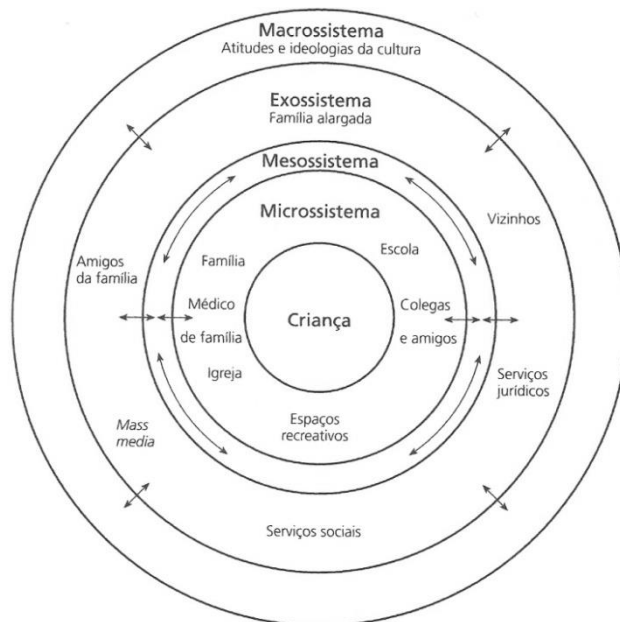 Macrossistema
Atitudes e ideologias da cultura
Exossistema
Família alargada
Mesossistema
Microssistema
Vizinhos
Escola
Família
Amigos
da família
Médico
de família
Criança
Colegas
e amigos
Igreja
Serviços
jurídicos
Espaços
recreativos
Mass
media
Serviços sociais